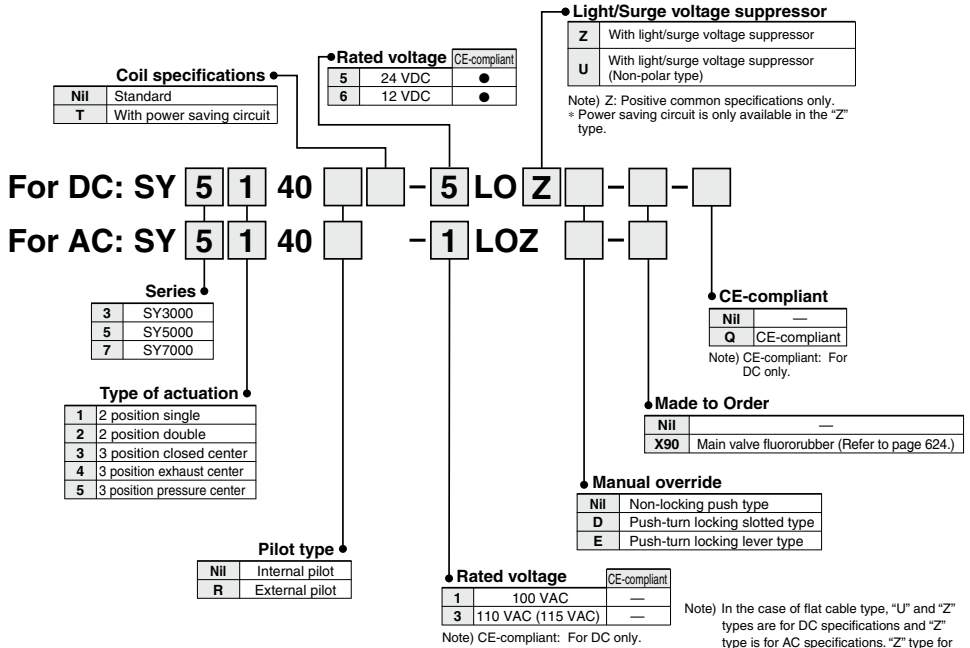 Light/Surge voltage suppressor
Z With light/surge voltage suppressor
U With light/surge voltage suppressor
(Non-polar type)
Note) Z: Positive common specifications only.
* Power saving circuit is only available in the “Z”
type.
Rated voltage CE-compliant
5 24 VDC ●
6 12 VDC ●
Coil specifications
Nil Standard
T With power saving circuit
For DC: SY 5 1 40 - 5 LO Z - -
For AC: SY 5 1 40 - 1 LOZ -
Series
3 SY3000
5 SY5000
7 SY7000
Type of actuation
1 2 position single
2 2 position double
3 3 position closed center
4 3 position exhaust center
5 3 position pressure center
Pilot type
Nil Internal pilot
R External pilot
CE-compliant
Nil —
Q CE-compliant
Note) CE-compliant: For
DC only.
Made to Order
Nil —
X90 Main valve fluororubber (Refer to page 624.)
Manual override
Nil Non-locking push type
D Push-turn locking slotted type
E Push-turn locking lever type
Rated voltage CE-compliant
1 100 VAC —
3 110 VAC (115 VAC) —
Note) CE-compliant: For DC only.
Note) In the case of flat cable type, “U” and “Z”
types are for DC specifications and “Z”
type is for AC specifications. “Z” type for